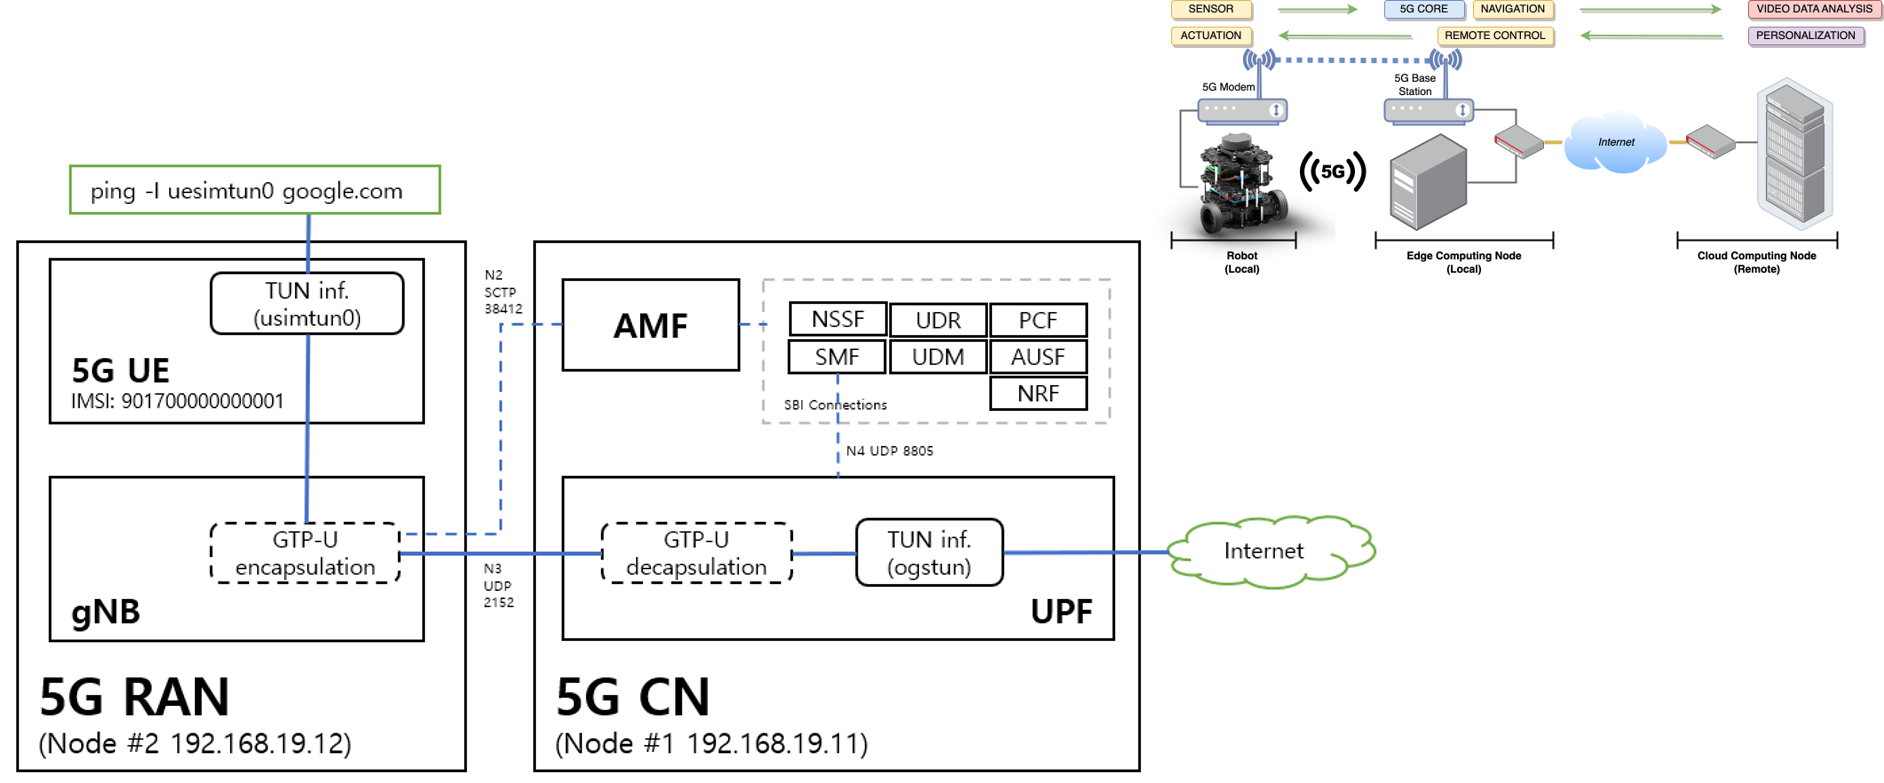 SENSOR
5G CORE
NAVIGATION
VIDEO DATA ANALYSIS
ACTUATION
REMOTE CONTROL
PERSONALIZATION
5G Modem
5G Base
Station
Internet
((5G))
Robot
(Local)
Edge Computing Node
(Local)
Cloud Computing Node
(Remote)
ping -I uesimtun0 google.com
TUN inf.
(usimtun0)
5G UE
IMSI: 901700000000001
GTP-U
encapsulation
gNB
5G RAN
(Node #2 192.168.19.12)
N2
SCTP
38412
N3
UDP
2152
AMF
NSSF
UDR
PCF
SMF
UDM
AUSF
NRF
SBI Connections
N4 UDP 8805
GTP-U
decapsulation
TUN inf.
(ogstun)
UPF
5G CN
(Node #1 192.168.19.11)
Internet